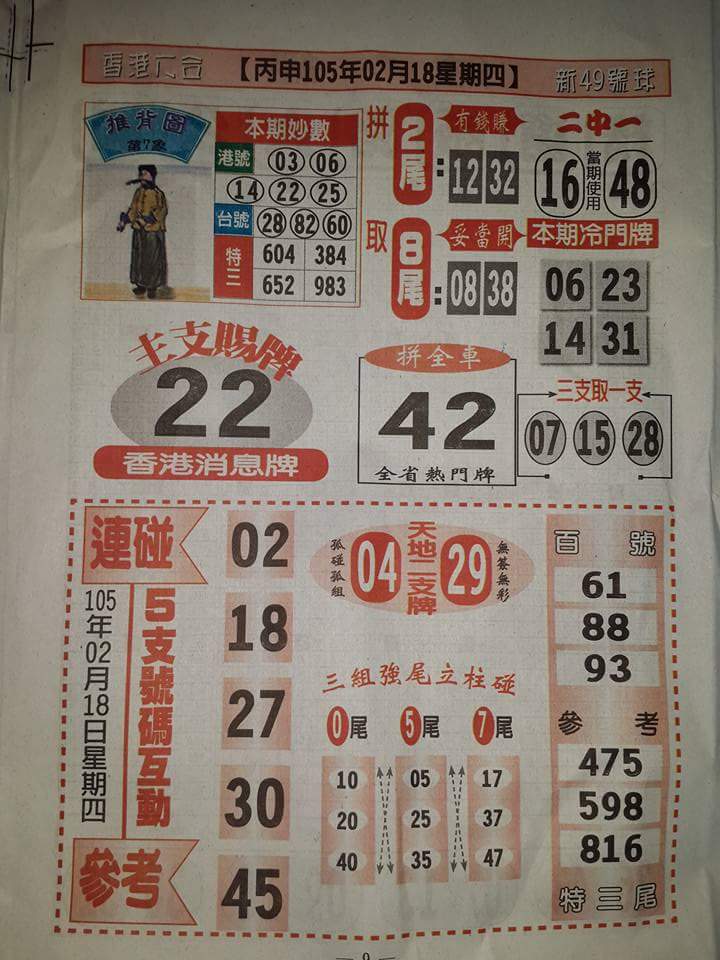 香港六合 【丙申105年02月18星期四】 新49號球
推背圖
第7象
本期妙數
港號 03 06
14 22 25
台號 28 82 60
特三 604 384
652 983
拼 2尾: 有錢賺 12 32
取 8尾: 妥當開 08 38
二中一
16 當期使用 48
本期冷門牌
06 23
14 31
主支賜牌
22
香港消息牌
拼全車
42
全省熱門牌
三支取一支
07 15 28
連碰
105年02月18日星期四
5支號碼互動
參考
02
18
27
30
45
孤碰孤組 04 天地二支牌 29 無簽無彩
三組強尾立柱碰
0尾 5尾 7尾
10 05 17
20 25 37
40 35 47
百號
61
88
93
參考
475
598
816
特三尾
— 9 —